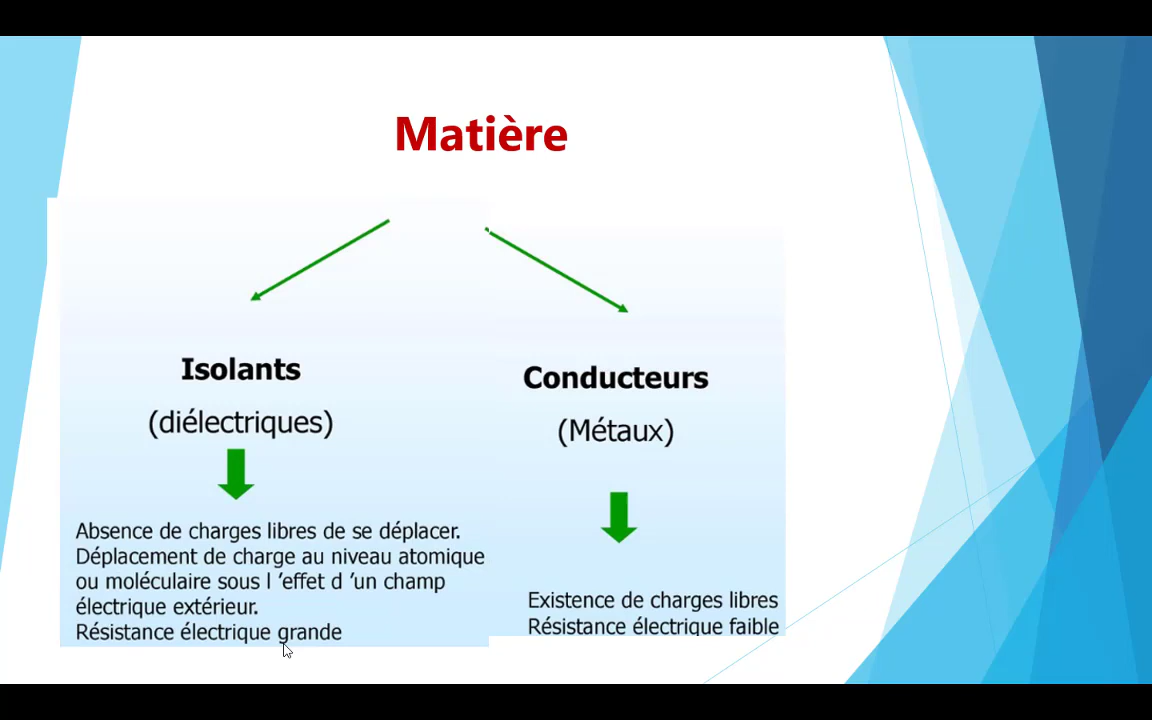 Matière
Isolants
(diélectriques)
Absence de charges libres de se déplacer.
Déplacement de charge au niveau atomique
ou moléculaire sous l ’effet d ’un champ
électrique extérieur.
Résistance électrique grande
Conducteurs
(Métaux)
Existence de charges libres
Résistance électrique faible